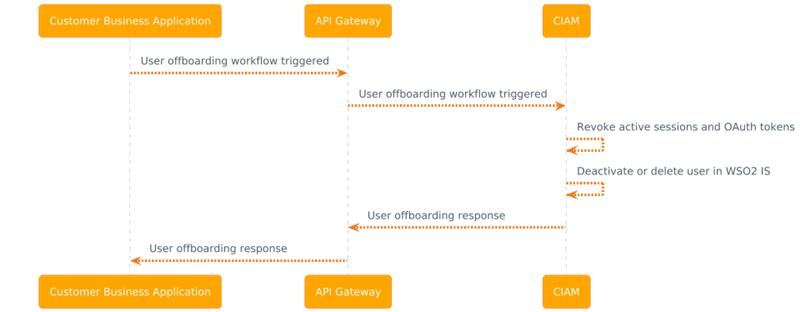 Customer Business Application
API Gateway
CIAM
User offboarding workflow triggered
User offboarding workflow triggered
Revoke active sessions and OAuth tokens
Deactivate or delete user in WSO2 IS
User offboarding response
User offboarding response
Customer Business Application
API Gateway
CIAM